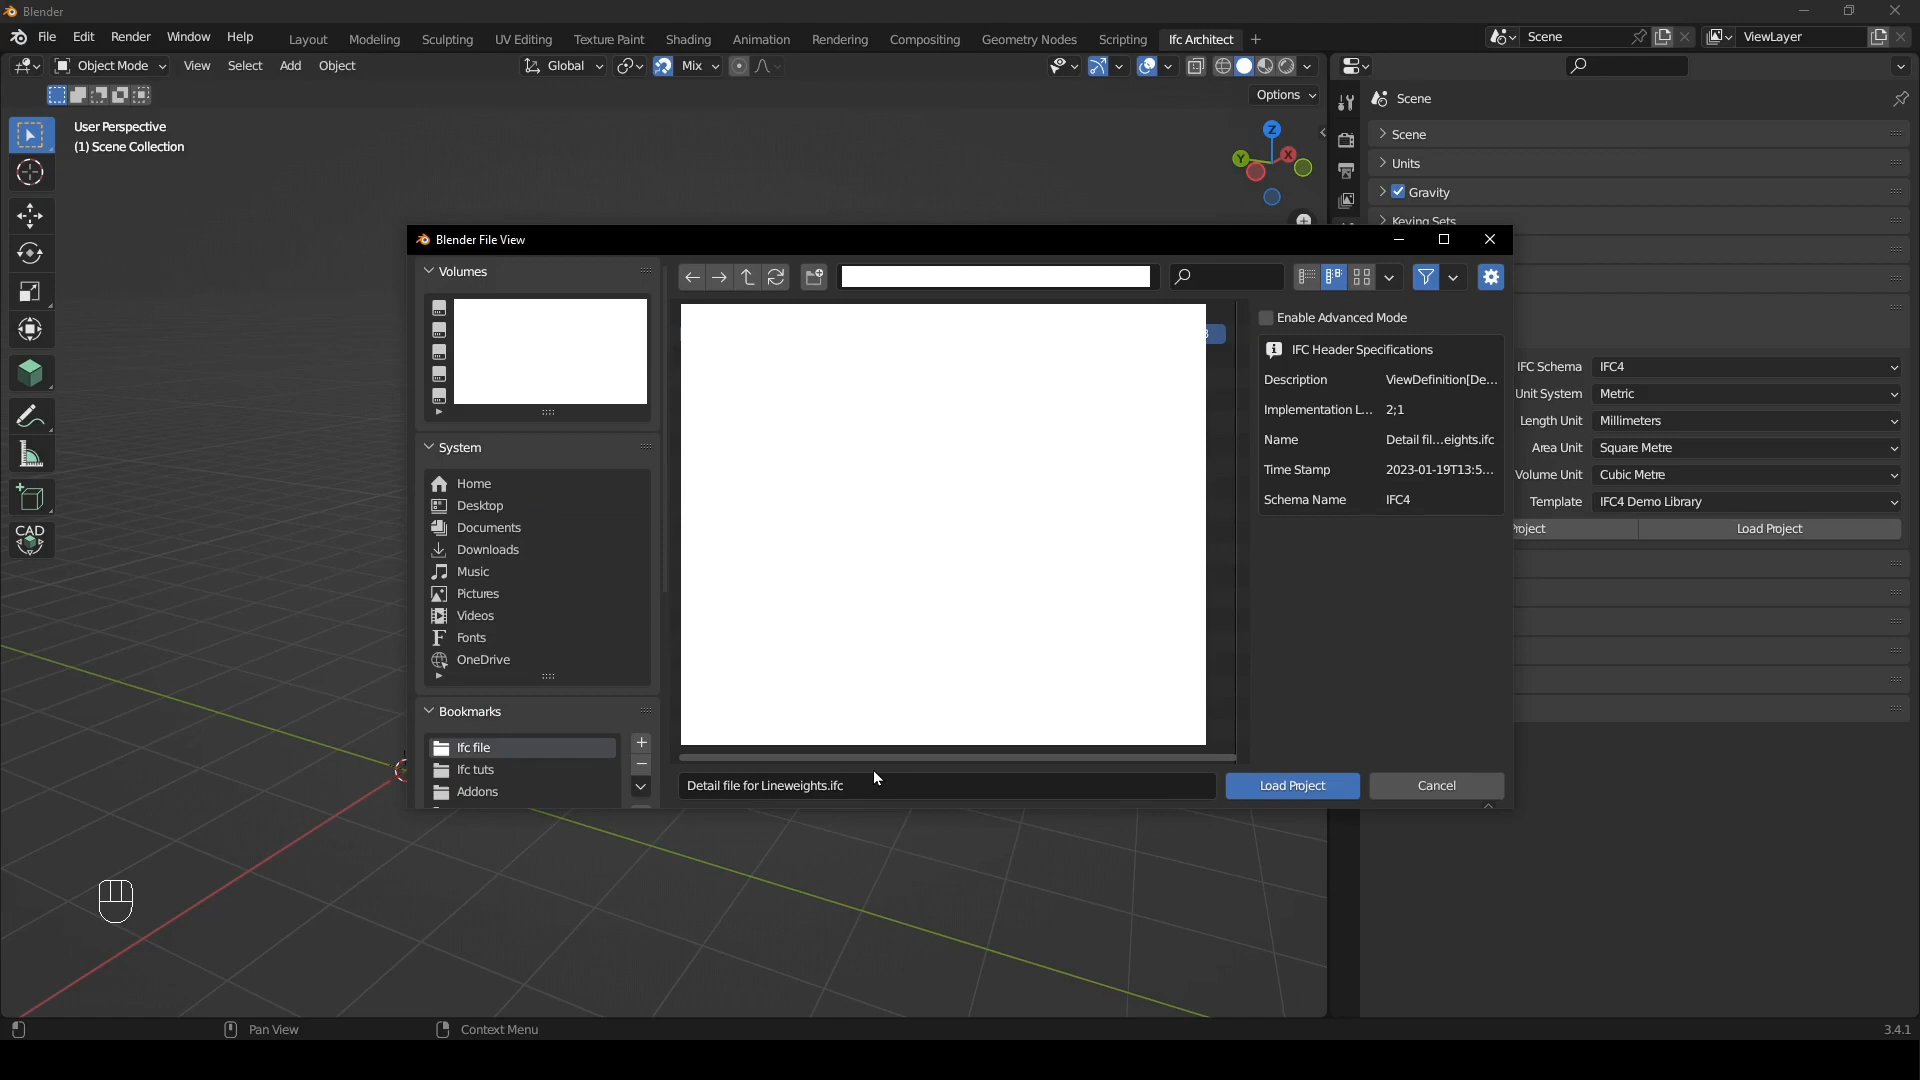 Blender
File Edit Render Window Help Layout Modeling Sculpting UV Editing Texture Paint Shading Animation Rendering Compositing Geometry Nodes Scripting Ifc Architect + Scene ViewLayer
Object Mode View Select Add Object Global Mix
Options
Scene
User Perspective
(1) Scene Collection
Scene
Units
Gravity
Keying Sets
Z
Y
X
Blender File View
Volumes
Enable Advanced Mode
IFC Header Specifications
Description ViewDefinition[De...
Implementation L... 2;1
Name Detail fil...eights.ifc
Time Stamp 2023-01-19T13:5...
Schema Name IFC4
System
Home
Desktop
Documents
Downloads
Music
Pictures
Videos
Fonts
OneDrive
Bookmarks
Ifc file
Ifc tuts
Addons
Detail file for Lineweights.ifc Load Project Cancel
IFC Schema IFC4
Unit System Metric
Length Unit Millimeters
Area Unit Square Metre
Volume Unit Cubic Metre
Template IFC4 Demo Library
Project Load Project
CAD
Pan View Context Menu 3.4.1